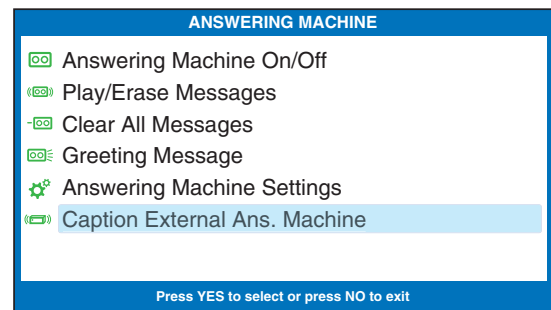 ANSWERING MACHINE
Answering Machine On/Off
Play/Erase Messages
Clear All Messages
Greeting Message
Answering Machine Settings
Caption External Ans. Machine
Press YES to select or press NO to exit